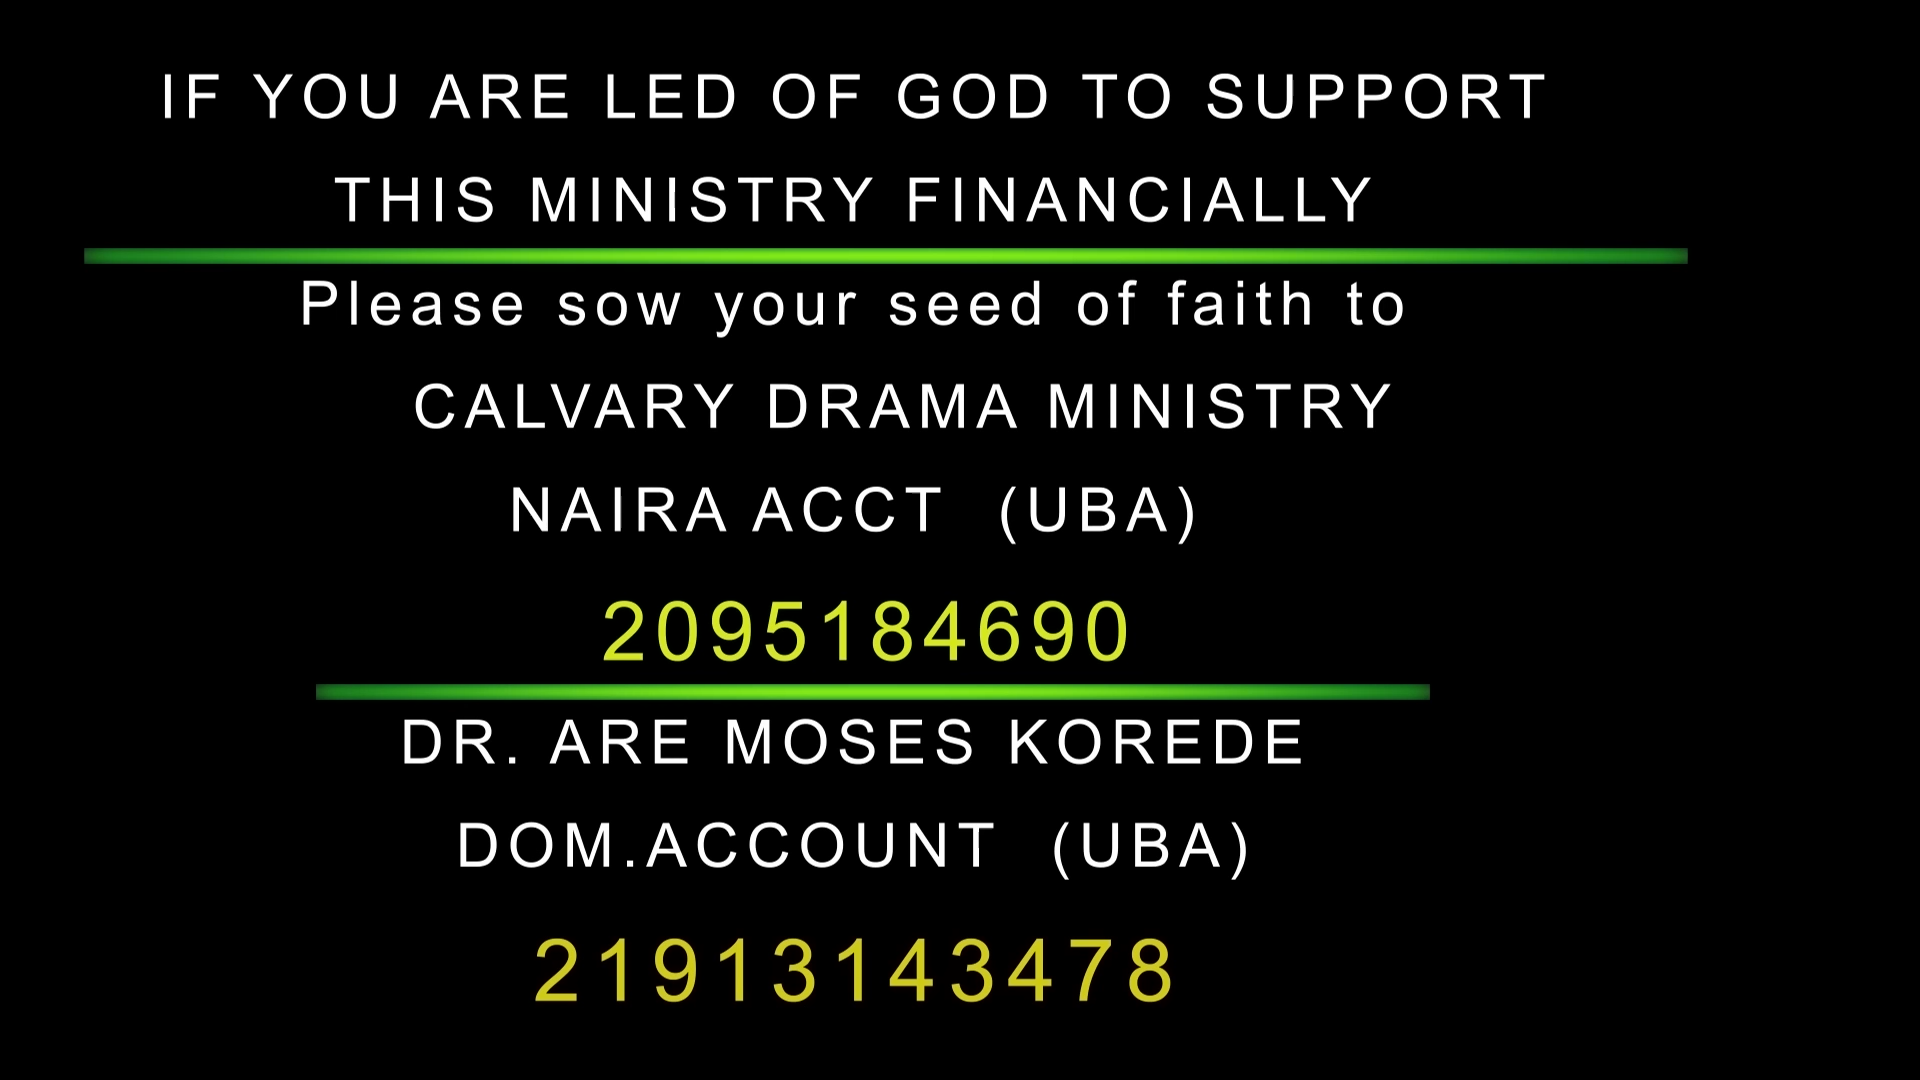 IF YOU ARE LED OF GOD TO SUPPORT
THIS MINISTRY FINANCIALLY
Please sow your seed of faith to
CALVARY DRAMA MINISTRY
NAIRA ACCT (UBA)
2095184690
DR. ARE MOSES KOREDE
DOM.ACCOUNT (UBA)
21913143478